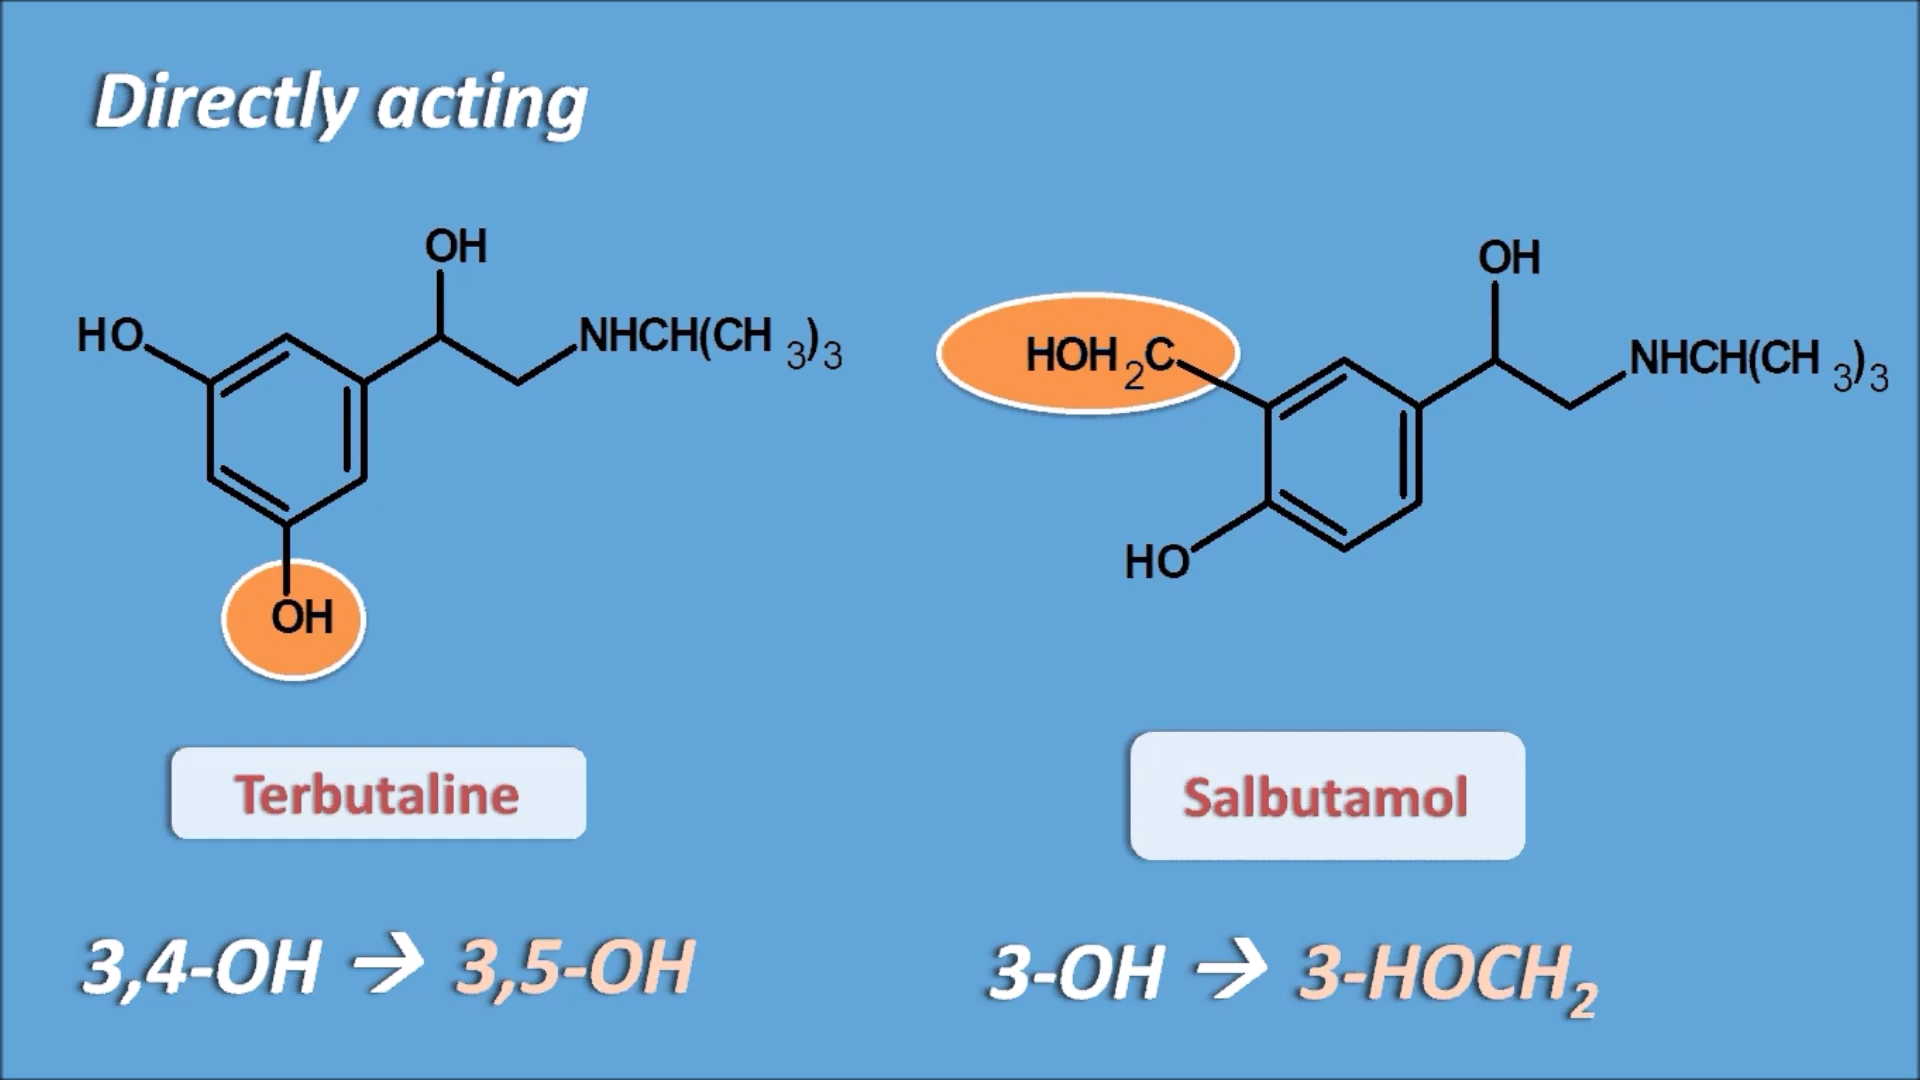 Directly acting
OH
HO
NHCH(CH3)3
OH
OH
HOH2C
NHCH(CH3)3
HO
Terbutaline
Salbutamol
3,4-OH → 3,5-OH
3-OH → 3-HOCH2